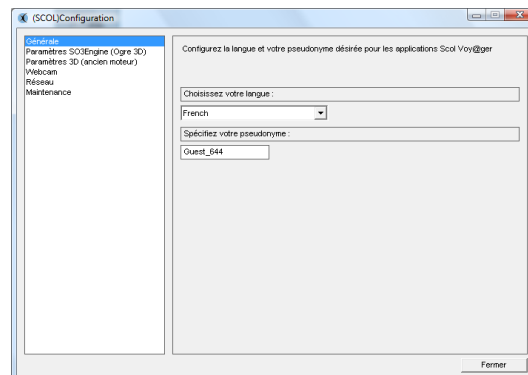 (SCOL)Configuration
Générale
Paramètres SO3Engine (Ogre 3D)
Paramètres 3D (ancien moteur)
Webcam
Réseau
Maintenance
Configurez la langue et votre pseudonyme désirée pour les applications Scol Voy@ger
Choisissez votre langue :
French
Spécifiez votre pseudonyme :
Guest_644
Fermer